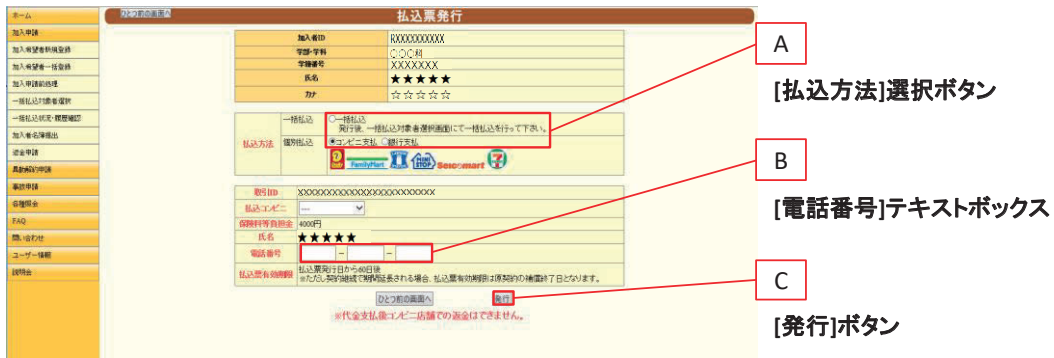 ホーム
加入申請
加入希望者新規登録
加入希望者一括登録
加入申請前処理
一括払込対象者選択
一括払込状況・履歴確認
加入者名簿提出
返金申請
異動解約申請
事故申請
各種照会
FAQ
問い合わせ
ユーザー情報
説明会
ひとつ前の画面へ
払込票発行
加入者ID RXXXXXXXXXX
学部・学科 〇〇〇科
学籍番号 XXXXXXX
氏名 ★★★★★
カナ ☆☆☆☆☆
払込方法
一括払込 ○一括払込
発行後、一括払込対象者選択画面にて一括払込を行って下さい。
個別払込 ◉コンビニ支払 ○銀行支払
FamilyMart MINI STOP Seicomart
取引ID XXXXXXXXXXXXXXXXXXXXXXXXXX
払込コンビニ ---
保険料等負担金 4000円
氏名 ★★★★★
電話番号 - -
払込票有効期限 払込票発行日から60日後
※ただし契約継続で期間延長される場合、払込票有効期限は原契約の補償終了日となります。
ひとつ前の画面へ 発行
※代金支払後コンビニ店舗での返金はできません。
A
[払込方法]選択ボタン
B
[電話番号]テキストボックス
C
[発行]ボタン